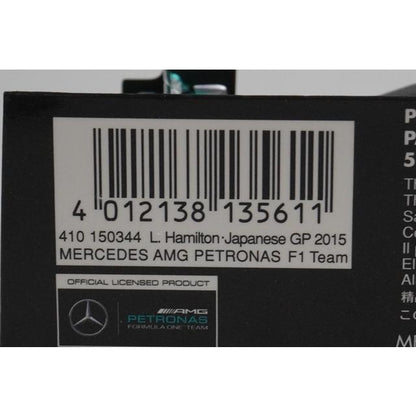 4 012138 135611
410 150344 L. Hamilton·Japanese GP 2015
MERCEDES AMG PETRONAS F1 Team
OFFICIAL LICENSED PRODUCT
AMG
PETRONAS
FORMULA ONE TEAM